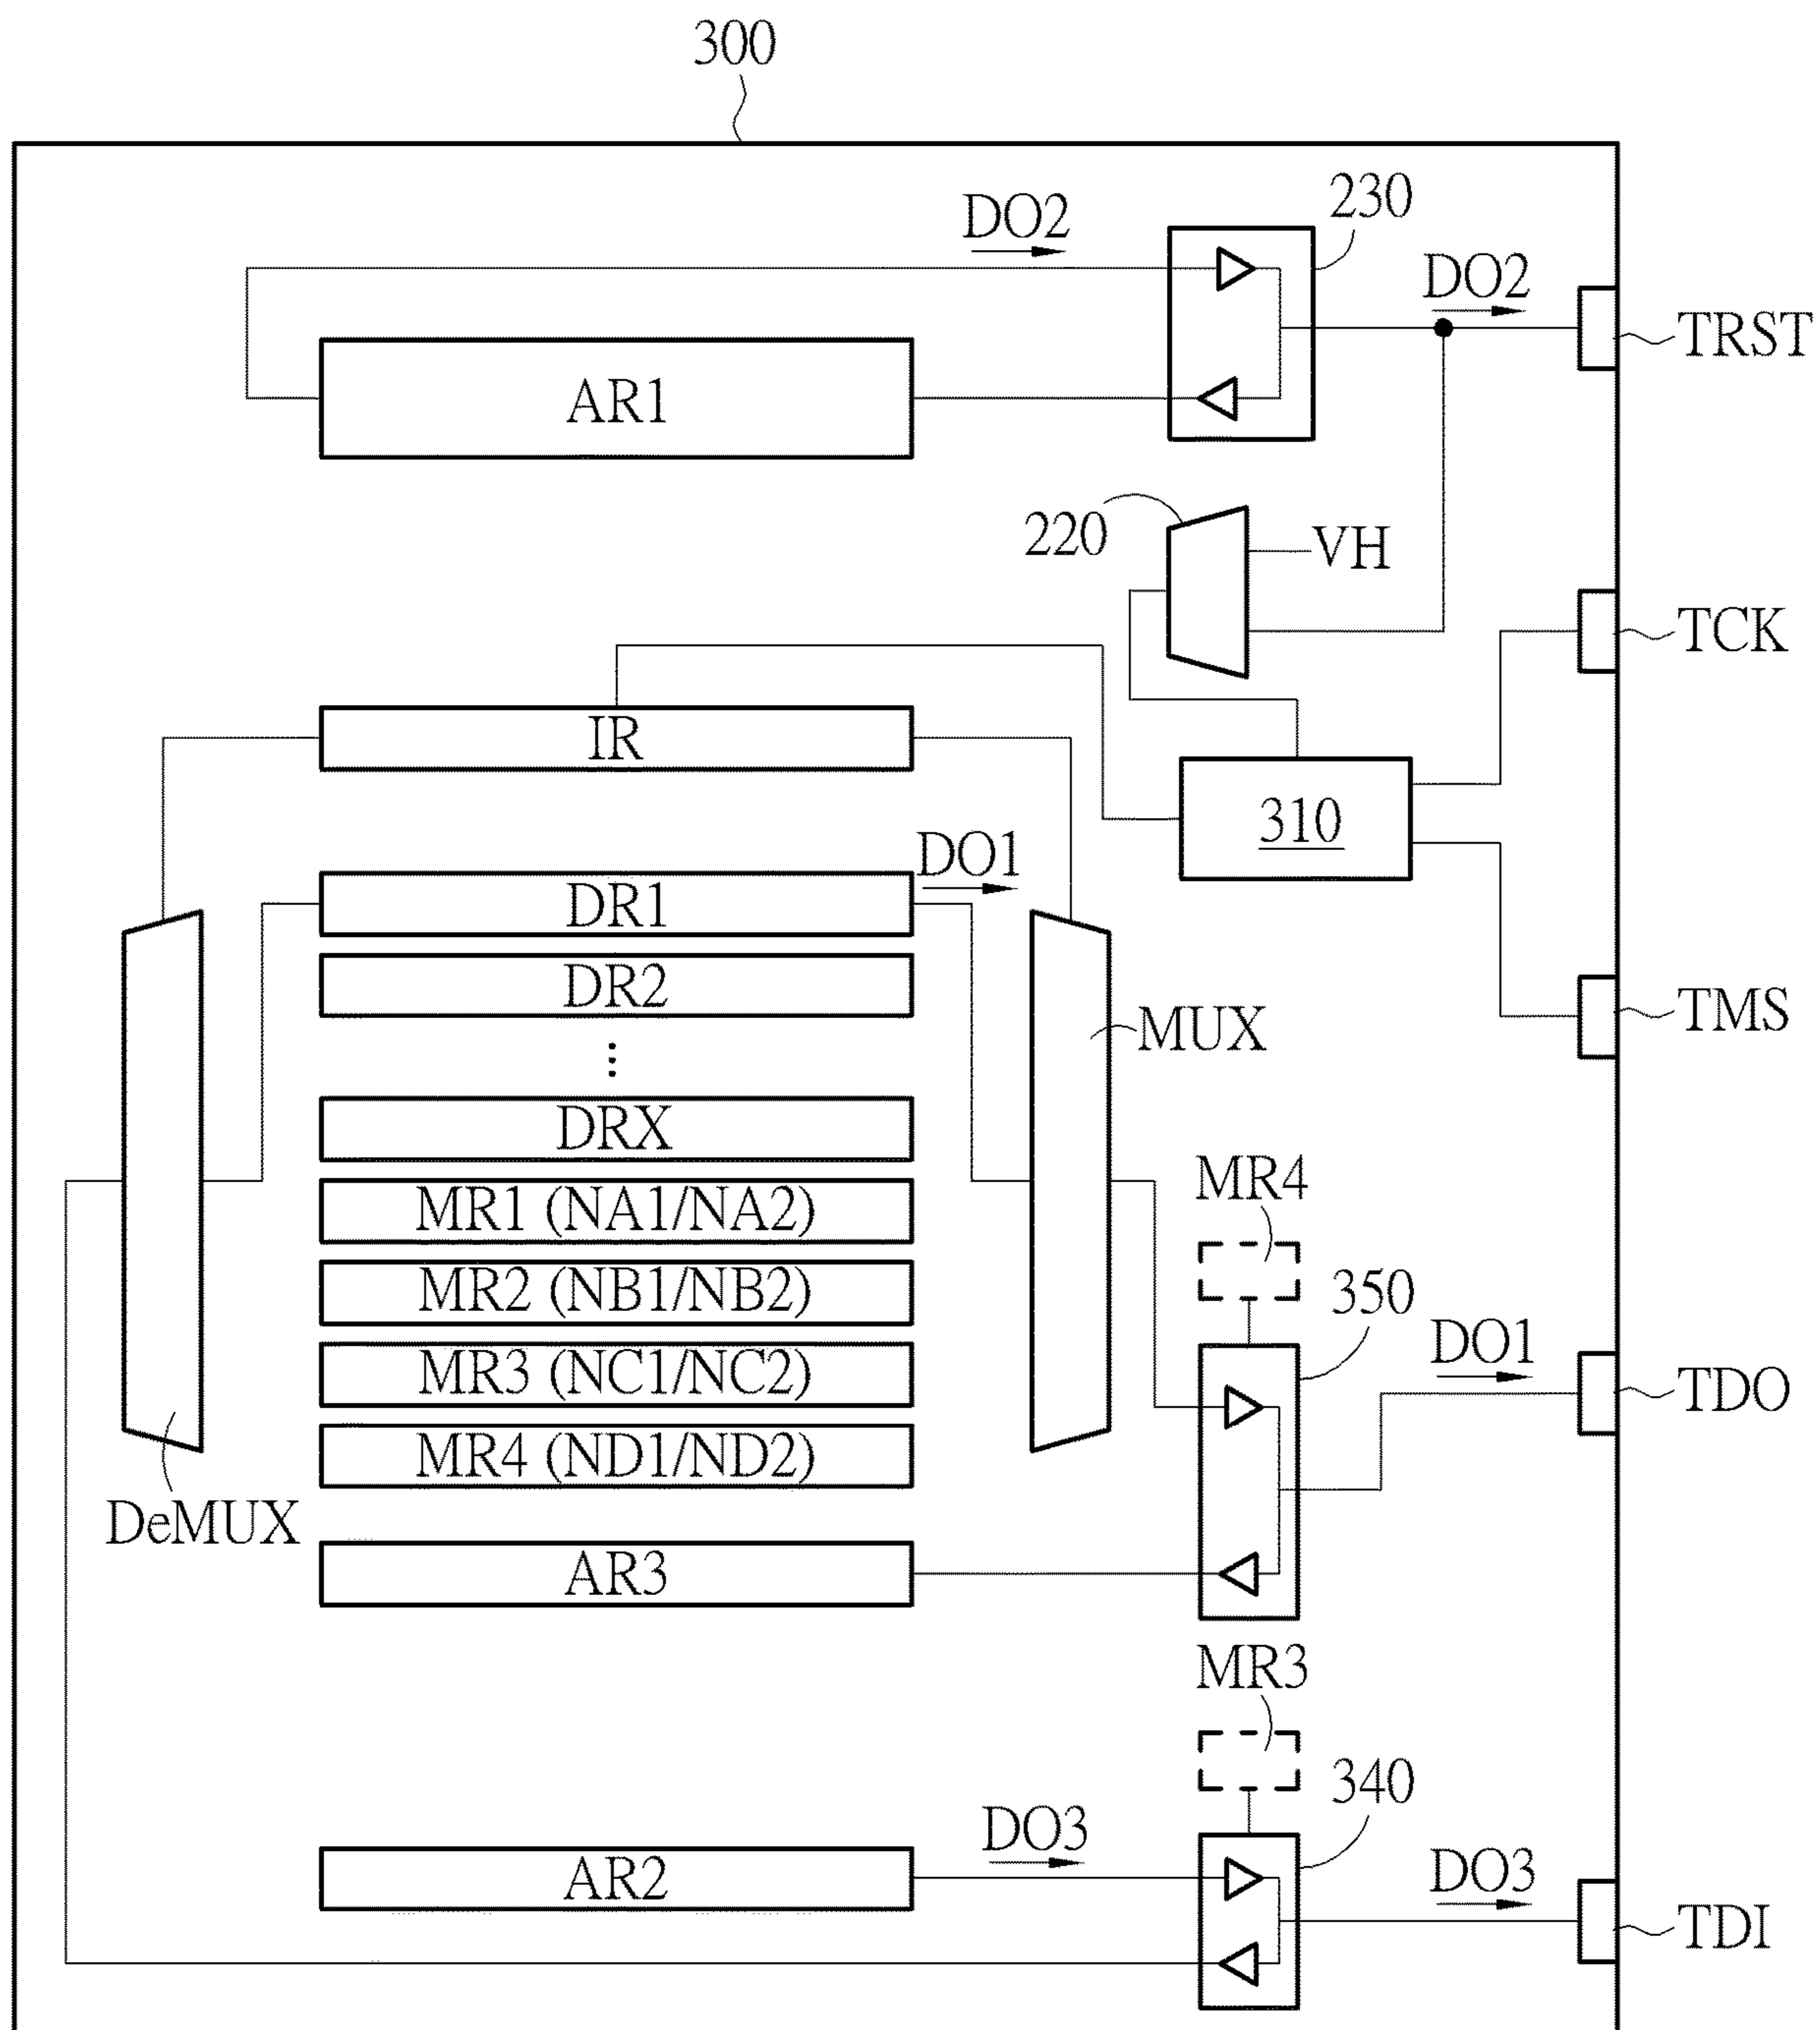 300
DO2
230
DO2
TRST
AR1
220
VH
TCK
IR
310
DO1
DR1
DR2
TMS
MUX
...
DRX
MR4
MR1 (NA1/NA2)
MR2 (NB1/NB2)
350
MR3 (NC1/NC2)
DO1
TDO
MR4 (ND1/ND2)
DeMUX
AR3
MR3
340
DO3
DO3
AR2
TDI